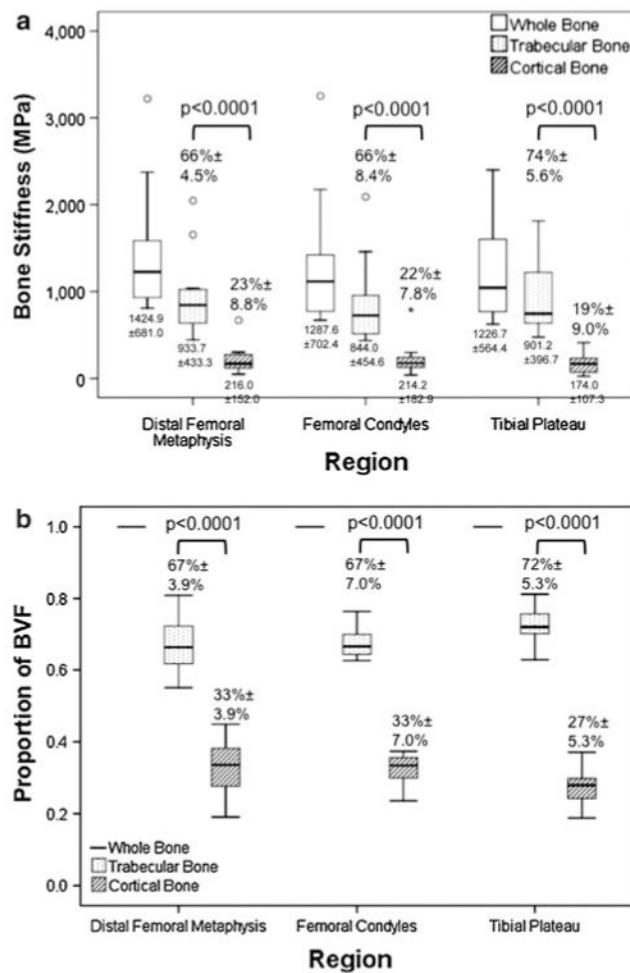 a
4,000
3,000
2,000
1,000
0
Bone Stiffness (MPa)
Whole Bone
Trabecular Bone
Cortical Bone
p<0.0001
p<0.0001
p<0.0001
66%±
4.5%
66%±
8.4%
74%±
5.6%
23%±
8.8%
22%±
7.8%
19%±
9.0%
1424.9
±681.0
933.7
±433.3
216.0
±152.0
1287.6
±702.4
844.0
±454.6
214.2
±182.9
1226.7
±564.4
901.2
±396.7
174.0
±107.3
Distal Femoral
Metaphysis
Femoral Condyles
Tibial Plateau
Region
b
1.0
0.8
0.6
0.4
0.2
0.0
Proportion of BVF
p<0.0001
p<0.0001
p<0.0001
67%±
3.9%
67%±
7.0%
72%±
5.3%
33%±
3.9%
33%±
7.0%
27%±
5.3%
Whole Bone
Trabecular Bone
Cortical Bone
Distal Femoral Metaphysis
Femoral Condyles
Tibial Plateau
Region